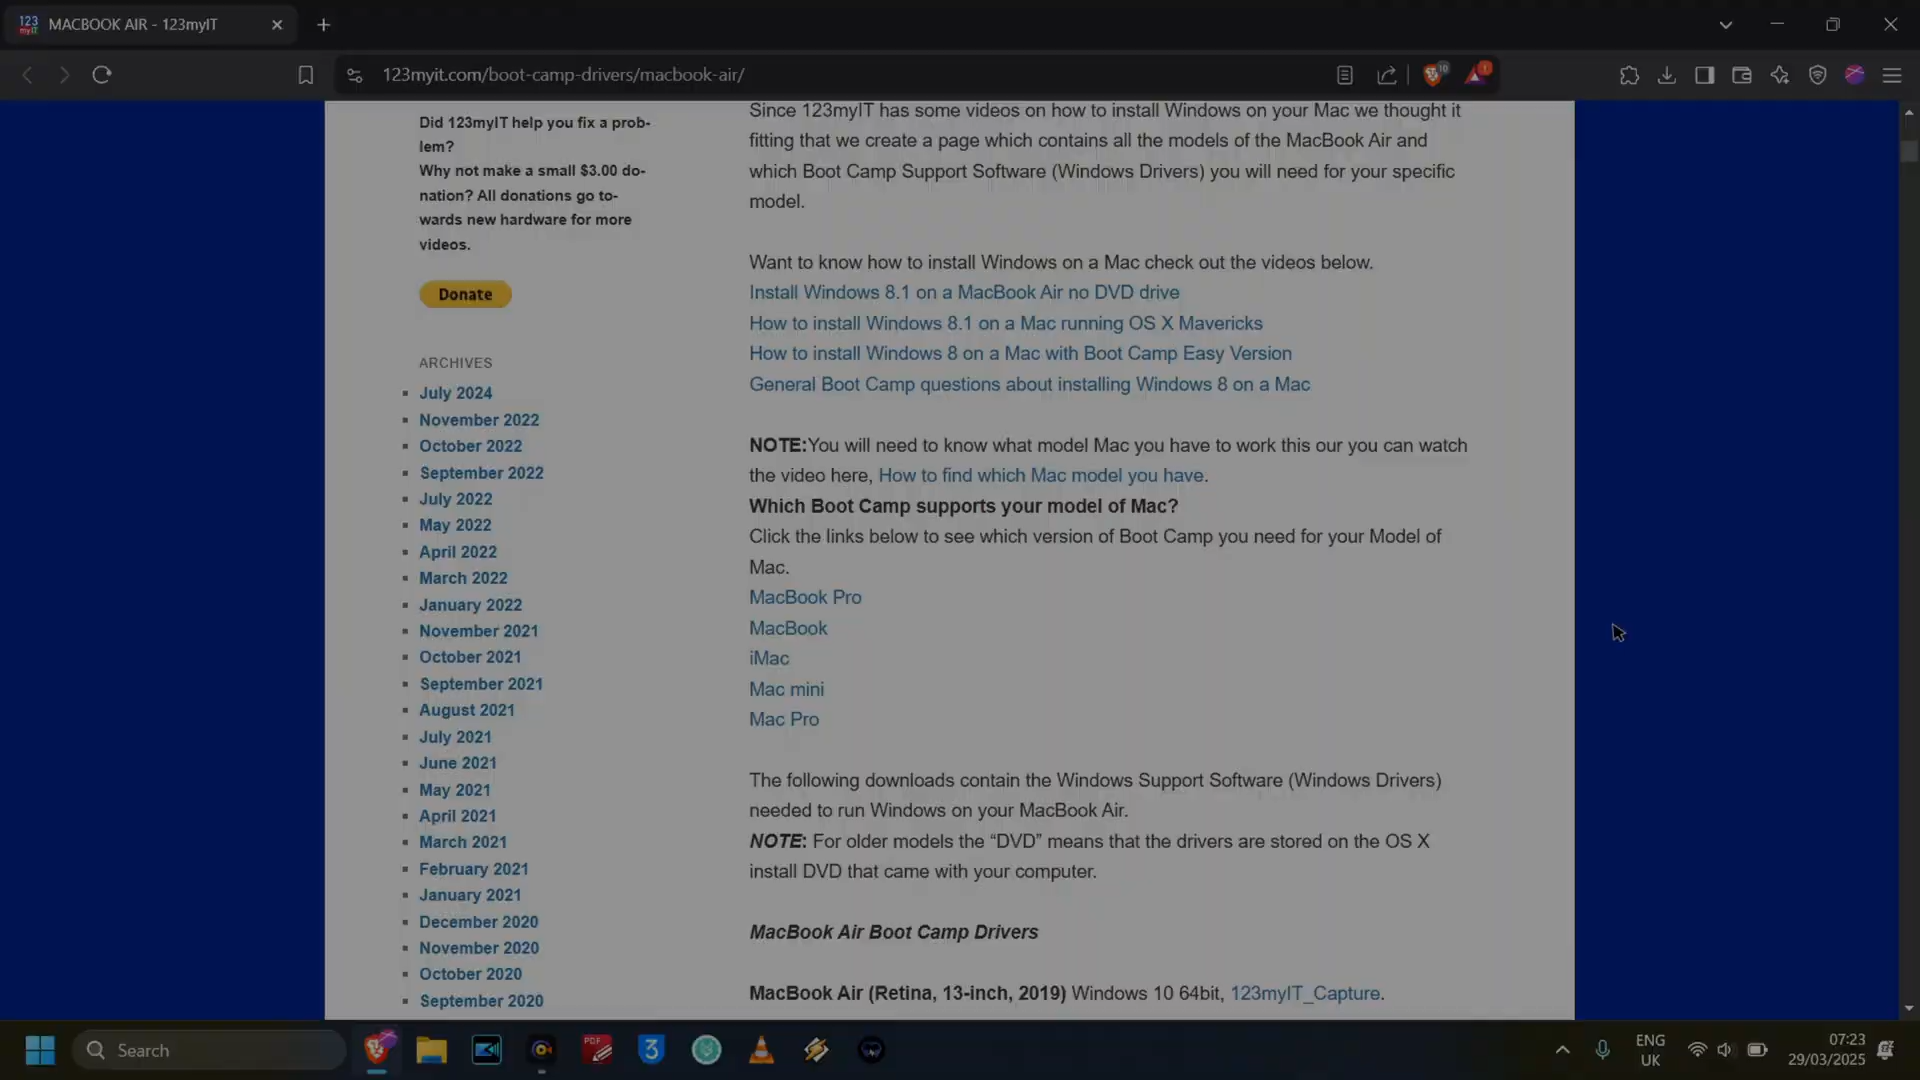 123
myIT
MACBOOK AIR - 123myIT
123myit.com/boot-camp-drivers/macbook-air/
10
1
Did 123myIT help you fix a prob-
lem?
Why not make a small $3.00 do-
nation? All donations go to-
wards new hardware for more
videos.
Donate
ARCHIVES
July 2024
November 2022
October 2022
September 2022
July 2022
May 2022
April 2022
March 2022
January 2022
November 2021
October 2021
September 2021
August 2021
July 2021
June 2021
May 2021
April 2021
March 2021
February 2021
January 2021
December 2020
November 2020
October 2020
September 2020
Since 123myIT has some videos on how to install Windows on your Mac we thought it
fitting that we create a page which contains all the models of the MacBook Air and
which Boot Camp Support Software (Windows Drivers) you will need for your specific
model.
Want to know how to install Windows on a Mac check out the videos below.
Install Windows 8.1 on a MacBook Air no DVD drive
How to install Windows 8.1 on a Mac running OS X Mavericks
How to install Windows 8 on a Mac with Boot Camp Easy Version
General Boot Camp questions about installing Windows 8 on a Mac
NOTE:You will need to know what model Mac you have to work this our you can watch
the video here, How to find which Mac model you have.
Which Boot Camp supports your model of Mac?
Click the links below to see which version of Boot Camp you need for your Model of
Mac.
MacBook Pro
MacBook
iMac
Mac mini
Mac Pro
The following downloads contain the Windows Support Software (Windows Drivers)
needed to run Windows on your MacBook Air.
NOTE: For older models the “DVD” means that the drivers are stored on the OS X
install DVD that came with your computer.
MacBook Air Boot Camp Drivers
MacBook Air (Retina, 13-inch, 2019) Windows 10 64bit, 123myIT_Capture.
Search
PDF
3
ENG
UK
07:23
29/03/2025